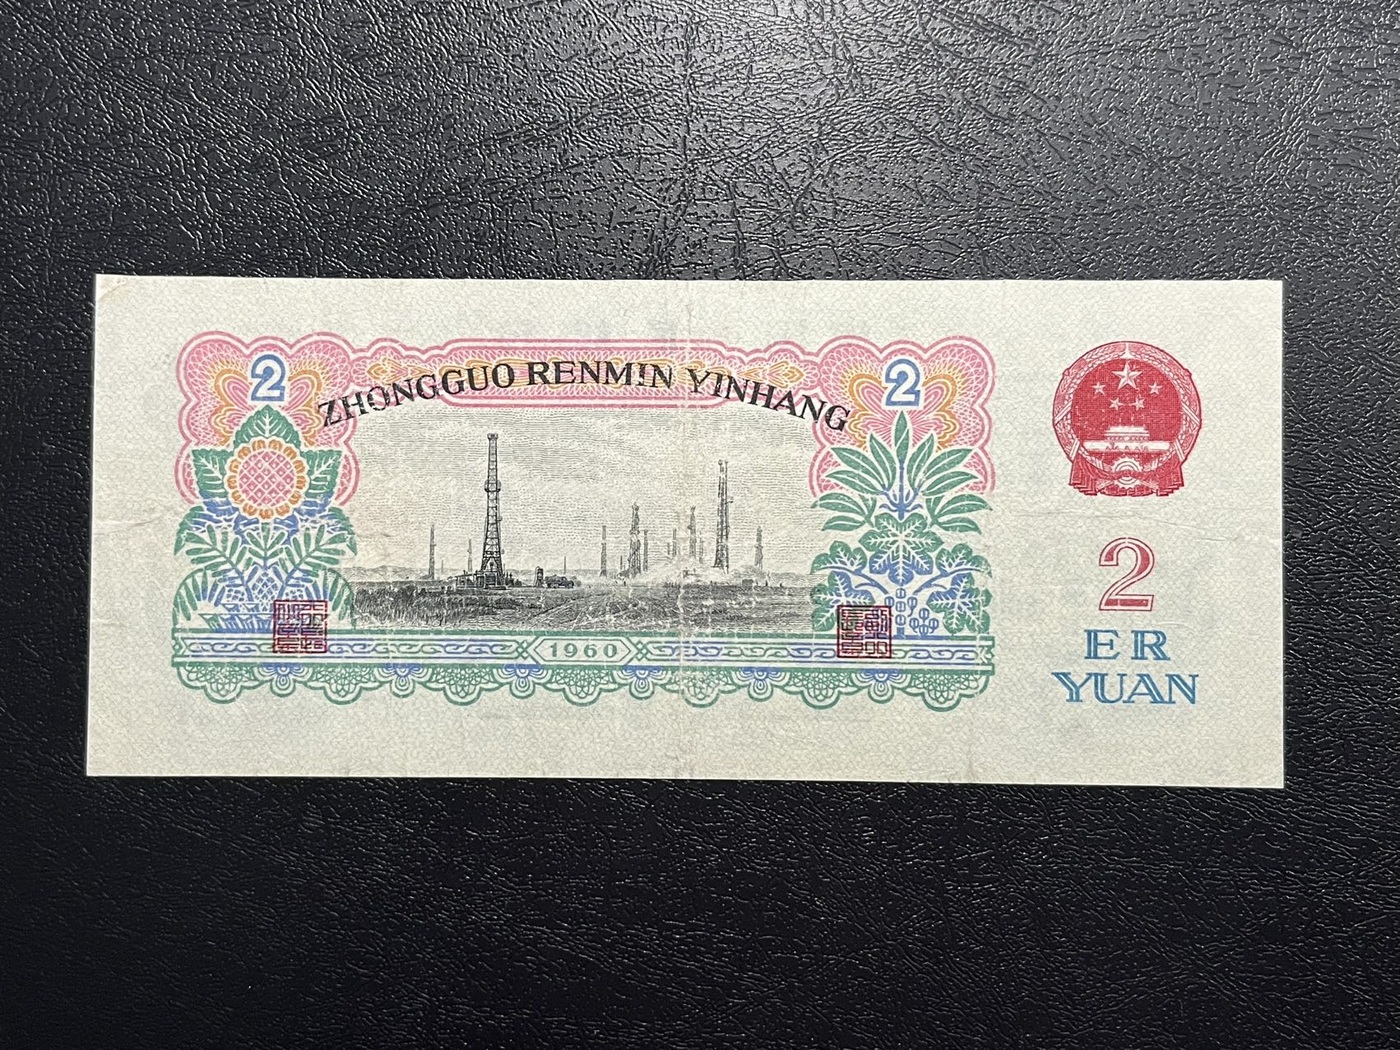 2
2
ZHONGGUO RENMIN YINHANG
1960
2
ER
YUAN